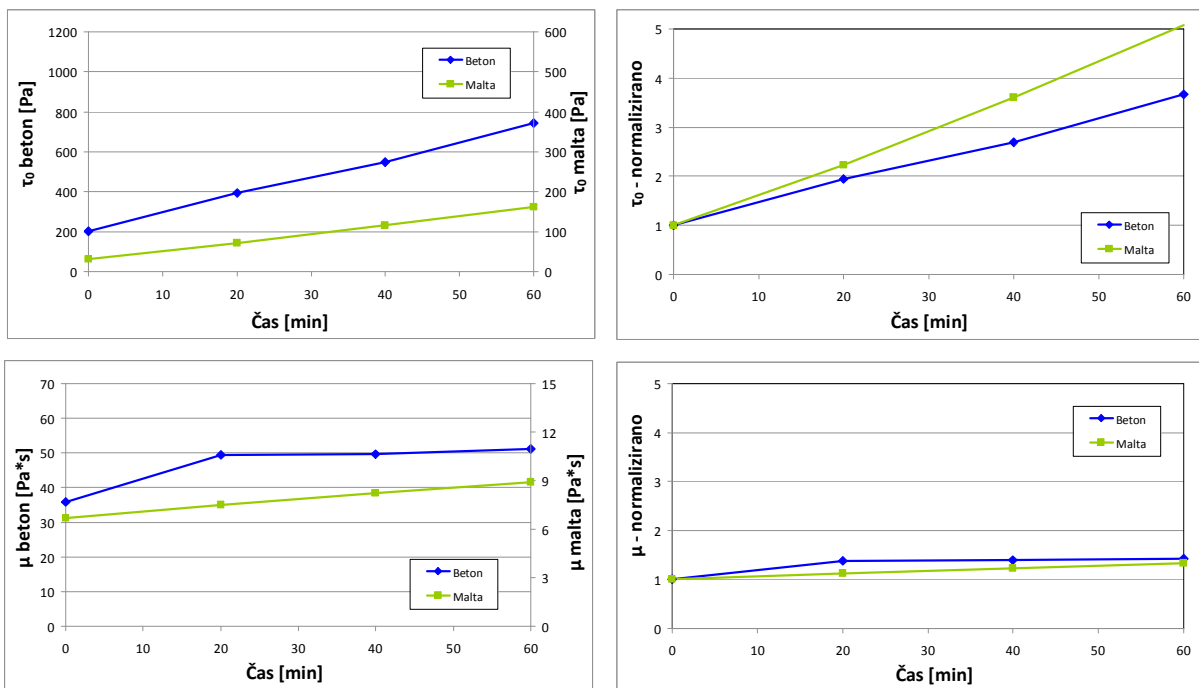 τ₀ beton [Pa]
1200
1000
800
600
400
200
0
600
500
400
300
200
100
0
τ₀ malta [Pa]
Beton
Malta
0 10 20 30 40 50 60
Čas [min]
τ₀ - normalizirano
5
4
3
2
1
0
Beton
Malta
0 10 20 30 40 50 60
Čas [min]
μ beton [Pa*s]
70
60
50
40
30
20
10
0
15
12
9
6
3
0
μ malta [Pa*s]
Beton
Malta
0 10 20 30 40 50 60
Čas [min]
μ - normalizirano
5
4
3
2
1
0
Beton
Malta
0 10 20 30 40 50 60
Čas [min]